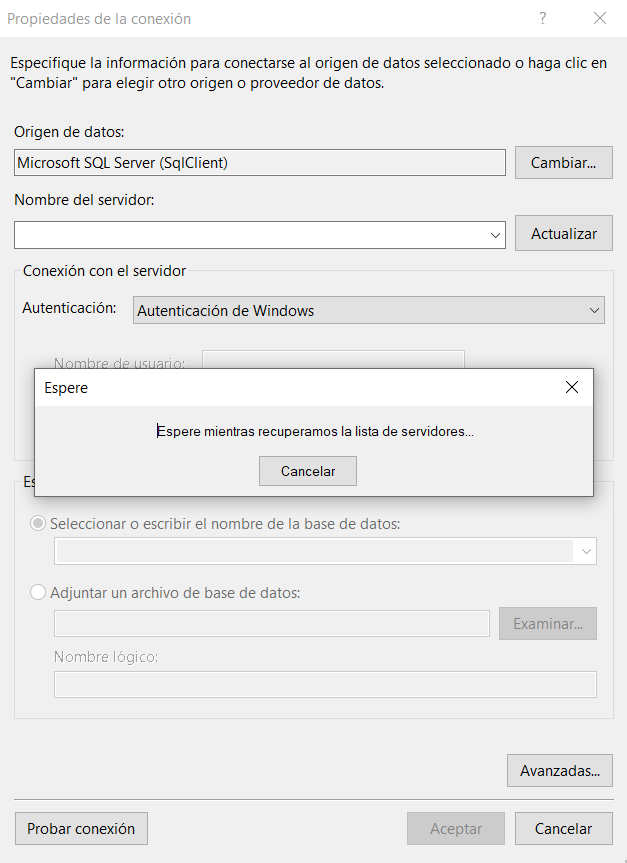 Propiedades de la conexión
?
Especifique la información para conectarse al origen de datos seleccionado o haga clic en
"Cambiar" para elegir otro origen o proveedor de datos.
Origen de datos:
Microsoft SQL Server (SqlClient)
Cambiar...
Nombre del servidor:
Actualizar
Conexión con el servidor
Autenticación:
Autenticación de Windows
Nombre de usuario:
Espere
Espere mientras recuperamos la lista de servidores...
Cancelar
Seleccionar o escribir el nombre de la base de datos:
Adjuntar un archivo de base de datos:
Examinar...
Nombre lógico:
Avanzadas...
Probar conexión
Aceptar
Cancelar